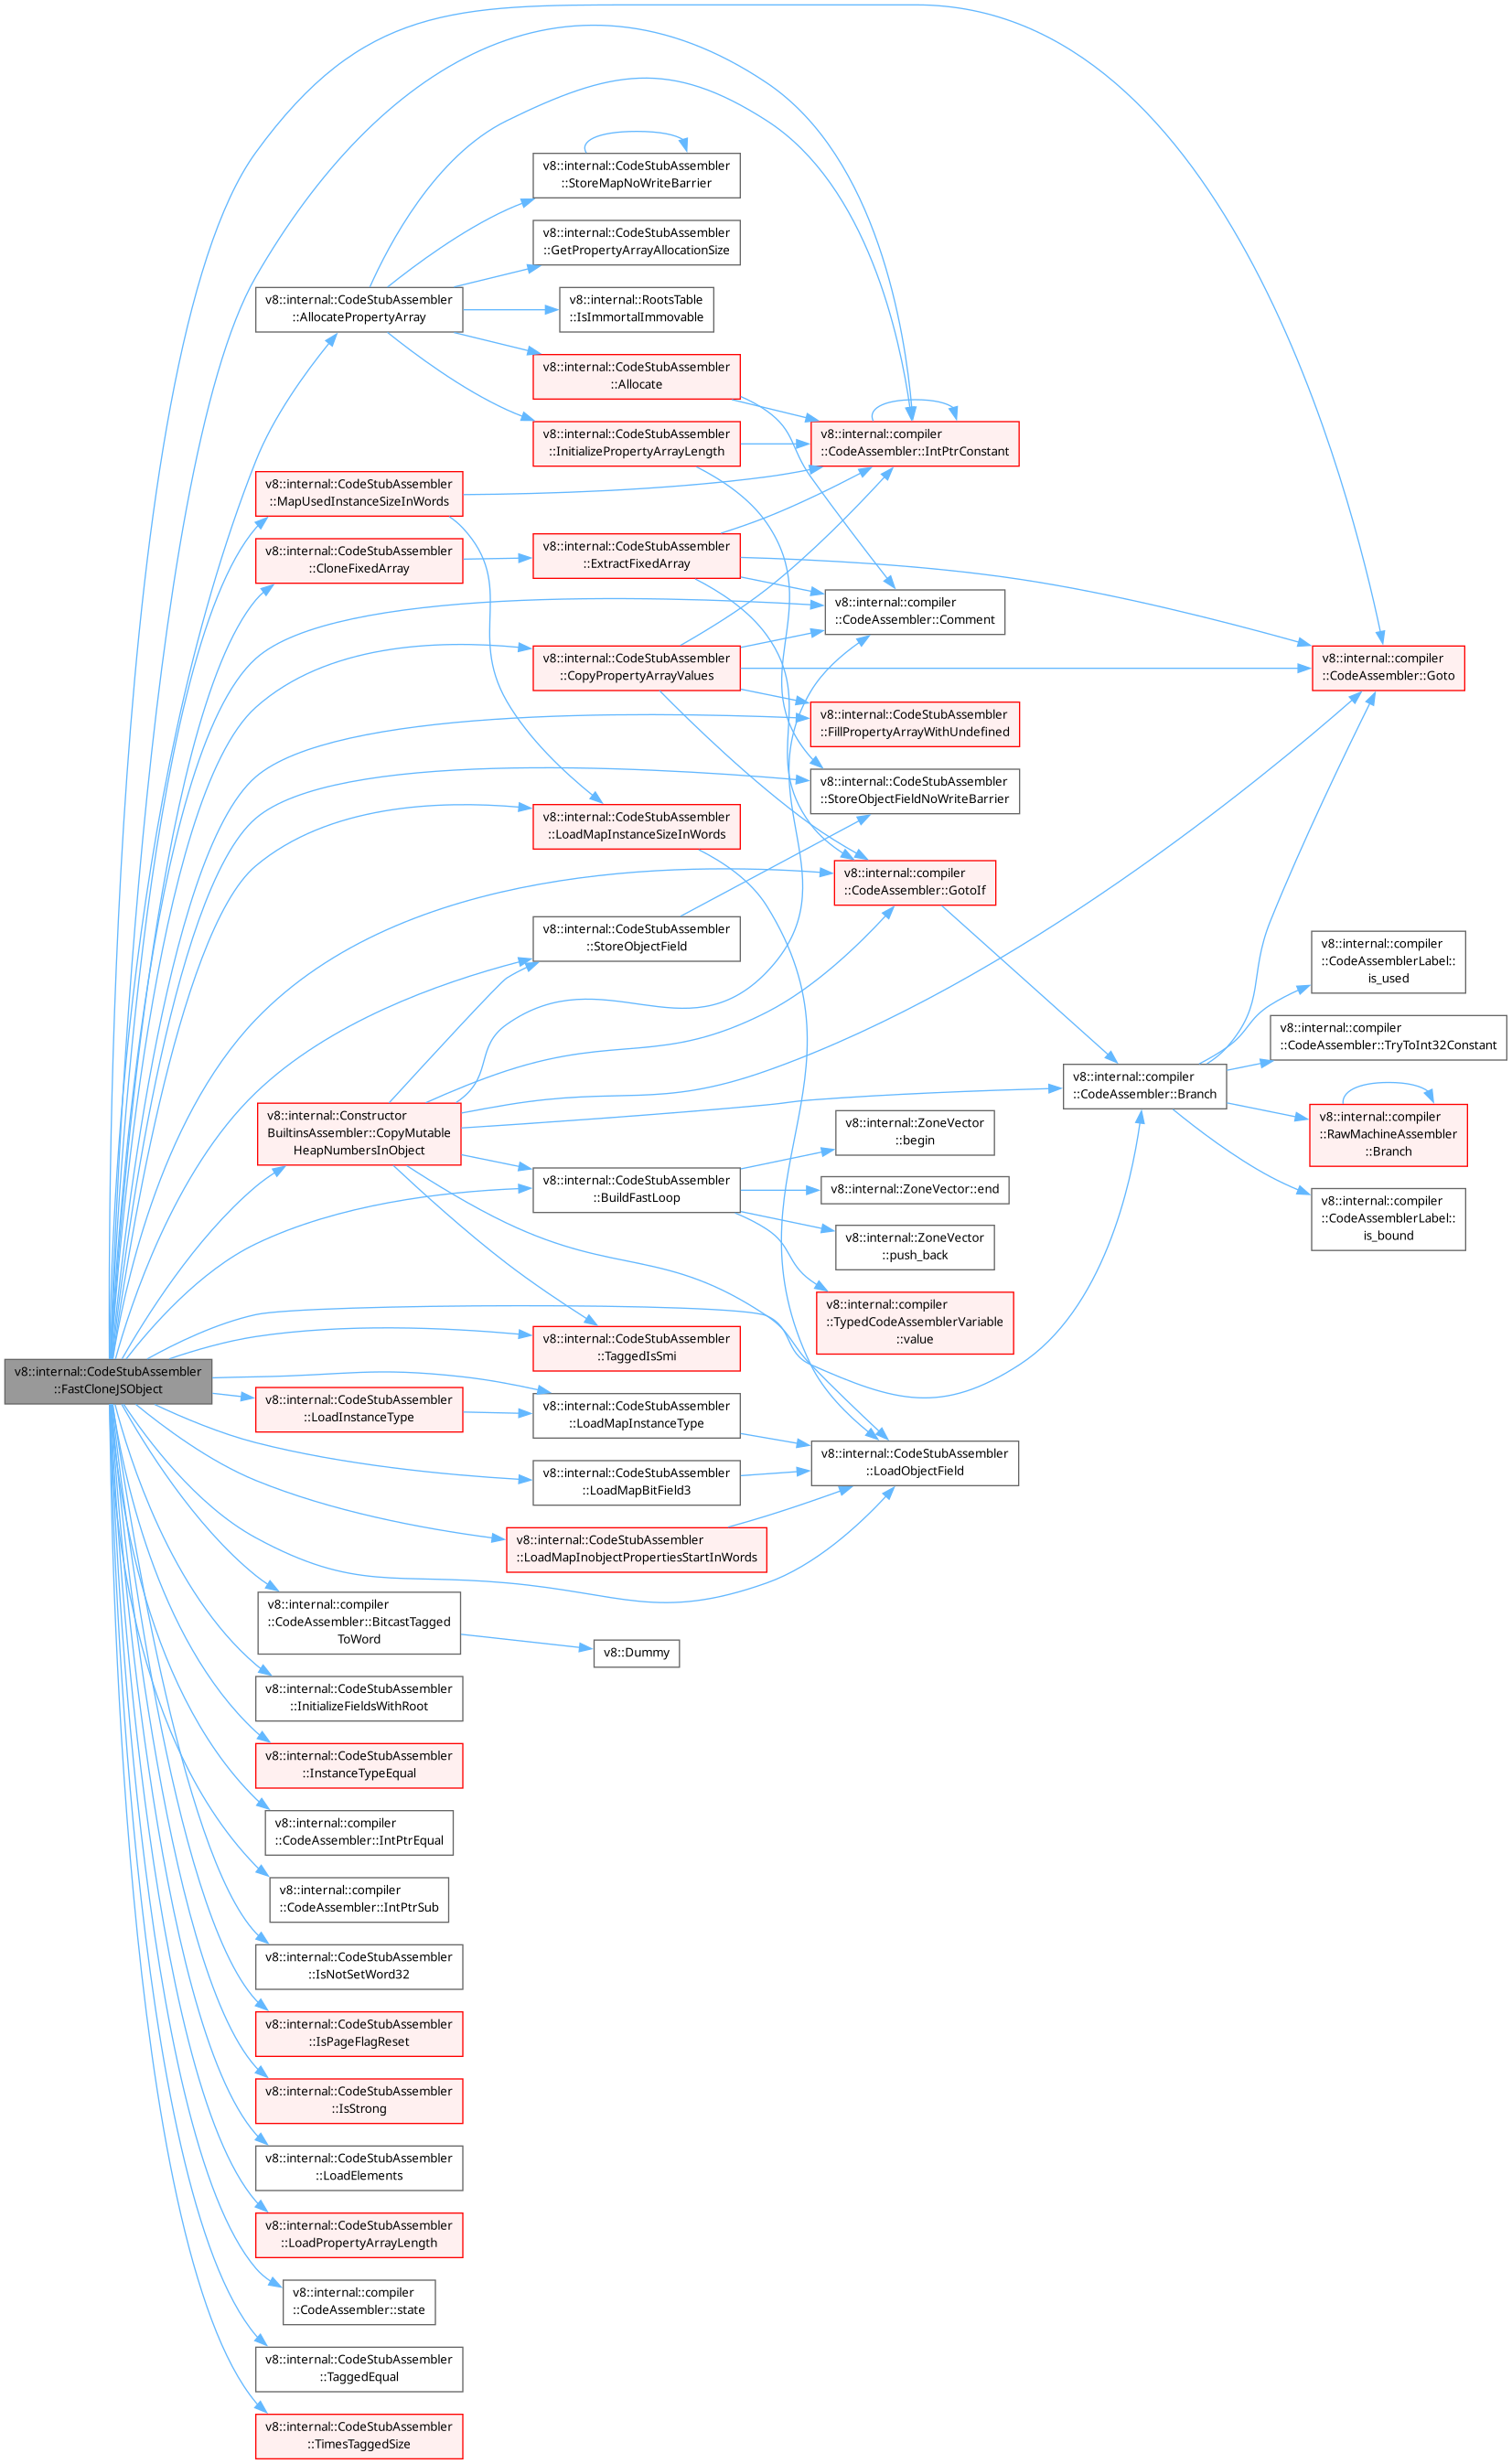 v8::internal::CodeStubAssembler
::StoreMapNoWriteBarrier
v8::internal::CodeStubAssembler
::GetPropertyArrayAllocationSize
v8::internal::CodeStubAssembler
::AllocatePropertyArray
v8::internal::RootsTable
::IsImmortalImmovable
v8::internal::CodeStubAssembler
::Allocate
v8::internal::CodeStubAssembler
::InitializePropertyArrayLength
v8::internal::compiler
::CodeAssembler::IntPtrConstant
v8::internal::CodeStubAssembler
::MapUsedInstanceSizeInWords
v8::internal::CodeStubAssembler
::CloneFixedArray
v8::internal::CodeStubAssembler
::ExtractFixedArray
v8::internal::compiler
::CodeAssembler::Comment
v8::internal::CodeStubAssembler
::CopyPropertyArrayValues
v8::internal::compiler
::CodeAssembler::Goto
v8::internal::CodeStubAssembler
::FillPropertyArrayWithUndefined
v8::internal::CodeStubAssembler
::StoreObjectFieldNoWriteBarrier
v8::internal::CodeStubAssembler
::LoadMapInstanceSizeInWords
v8::internal::compiler
::CodeAssembler::GotoIf
v8::internal::CodeStubAssembler
::StoreObjectField
v8::internal::compiler
::CodeAssemblerLabel::
is_used
v8::internal::compiler
::CodeAssembler::TryToInt32Constant
v8::internal::compiler
::CodeAssembler::Branch
v8::internal::Constructor
BuiltinsAssembler::CopyMutable
HeapNumbersInObject
v8::internal::ZoneVector
::begin
v8::internal::compiler
::RawMachineAssembler
::Branch
v8::internal::CodeStubAssembler
::BuildFastLoop
v8::internal::ZoneVector::end
v8::internal::compiler
::CodeAssemblerLabel::
is_bound
v8::internal::ZoneVector
::push_back
v8::internal::compiler
::TypedCodeAssemblerVariable
::value
v8::internal::CodeStubAssembler
::TaggedIsSmi
v8::internal::CodeStubAssembler
::FastCloneJSObject
v8::internal::CodeStubAssembler
::LoadInstanceType
v8::internal::CodeStubAssembler
::LoadMapInstanceType
v8::internal::CodeStubAssembler
::LoadObjectField
v8::internal::CodeStubAssembler
::LoadMapBitField3
v8::internal::CodeStubAssembler
::LoadMapInobjectPropertiesStartInWords
v8::internal::compiler
::CodeAssembler::BitcastTagged
ToWord
v8::Dummy
v8::internal::CodeStubAssembler
::InitializeFieldsWithRoot
v8::internal::CodeStubAssembler
::InstanceTypeEqual
v8::internal::compiler
::CodeAssembler::IntPtrEqual
v8::internal::compiler
::CodeAssembler::IntPtrSub
v8::internal::CodeStubAssembler
::IsNotSetWord32
v8::internal::CodeStubAssembler
::IsPageFlagReset
v8::internal::CodeStubAssembler
::IsStrong
v8::internal::CodeStubAssembler
::LoadElements
v8::internal::CodeStubAssembler
::LoadPropertyArrayLength
v8::internal::compiler
::CodeAssembler::state
v8::internal::CodeStubAssembler
::TaggedEqual
v8::internal::CodeStubAssembler
::TimesTaggedSize